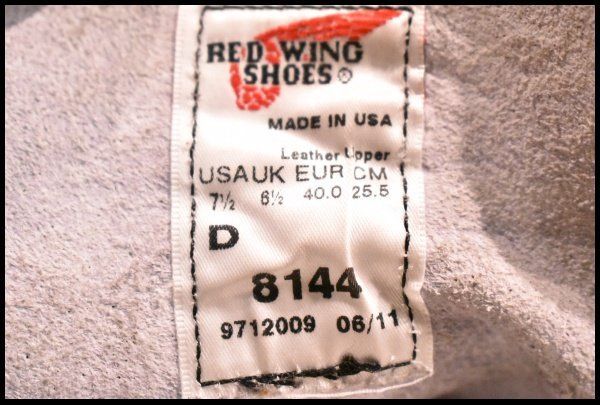 RED WING
SHOES®
MADE IN USA
Leather Upper
USA UK EUR CM
7½ 6½ 40.0 25.5
D
8144
9712009 06/11